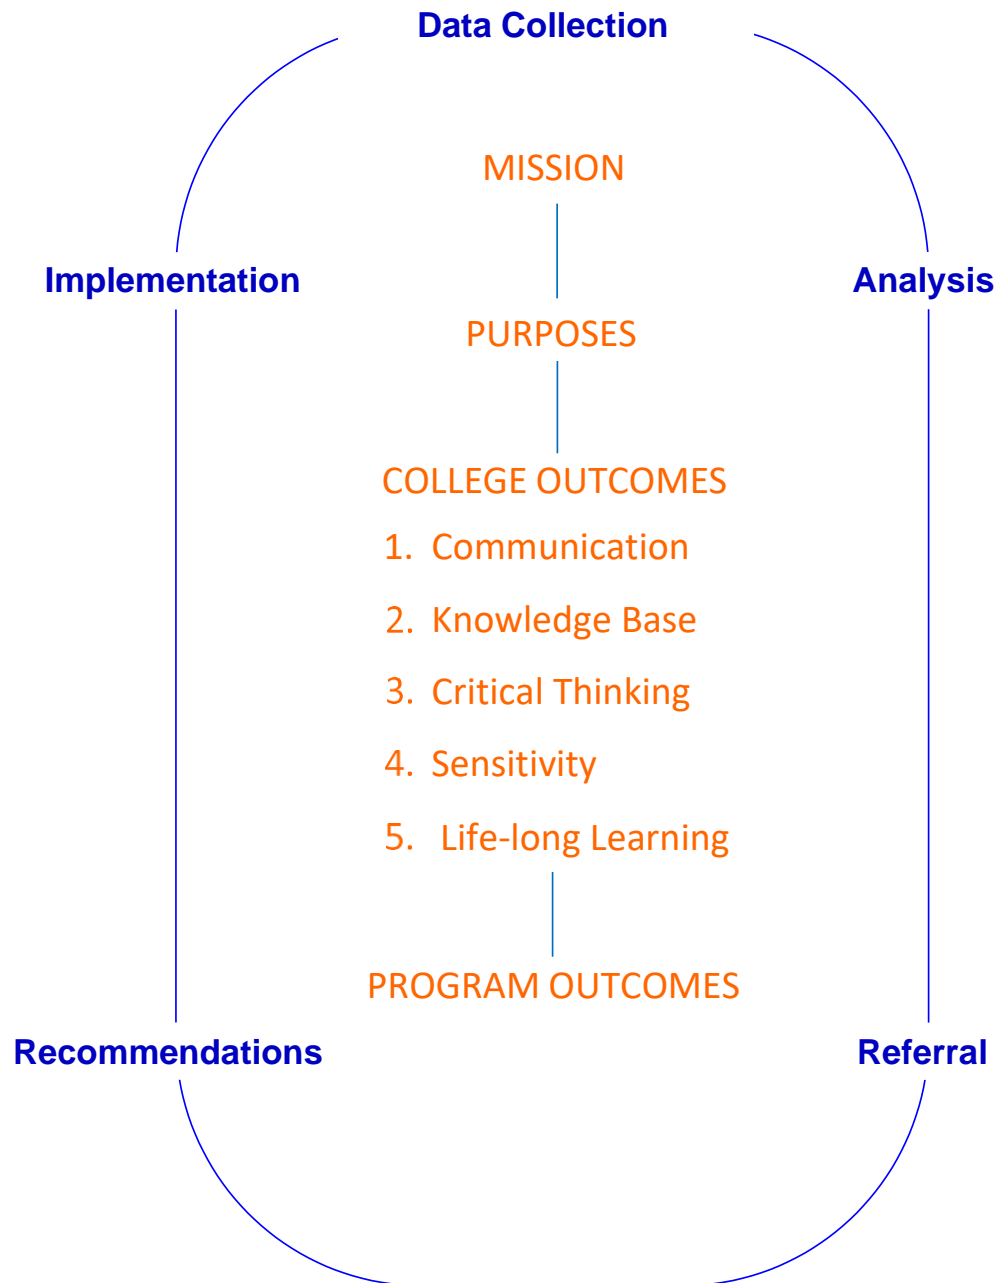 Data Collection
MISSION
Implementation
Analysis
PURPOSES
COLLEGE OUTCOMES
1. Communication
2. Knowledge Base
3. Critical Thinking
4. Sensitivity
5. Life-long Learning
PROGRAM OUTCOMES
Recommendations
Referral